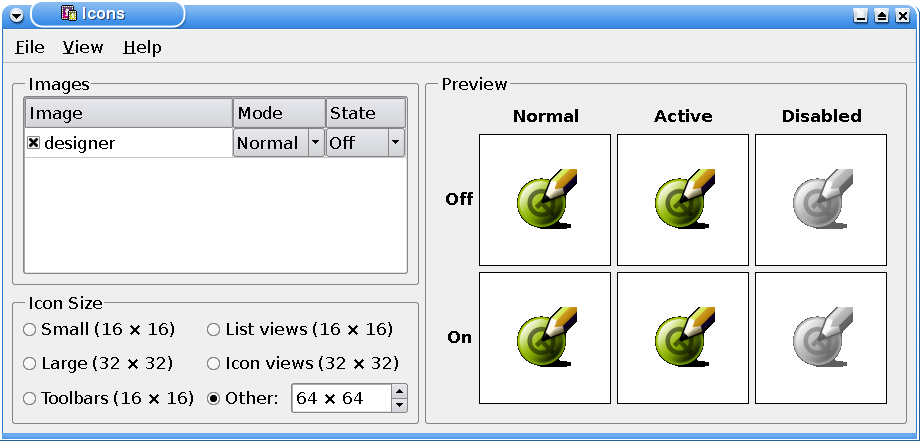 Icons
File View Help
Images
Image Mode State
designer Normal Off
Icon Size
Small (16 × 16) List views (16 × 16)
Large (32 × 32) Icon views (32 × 32)
Toolbars (16 × 16) Other: 64 × 64
Preview
Normal Active Disabled
Off
On